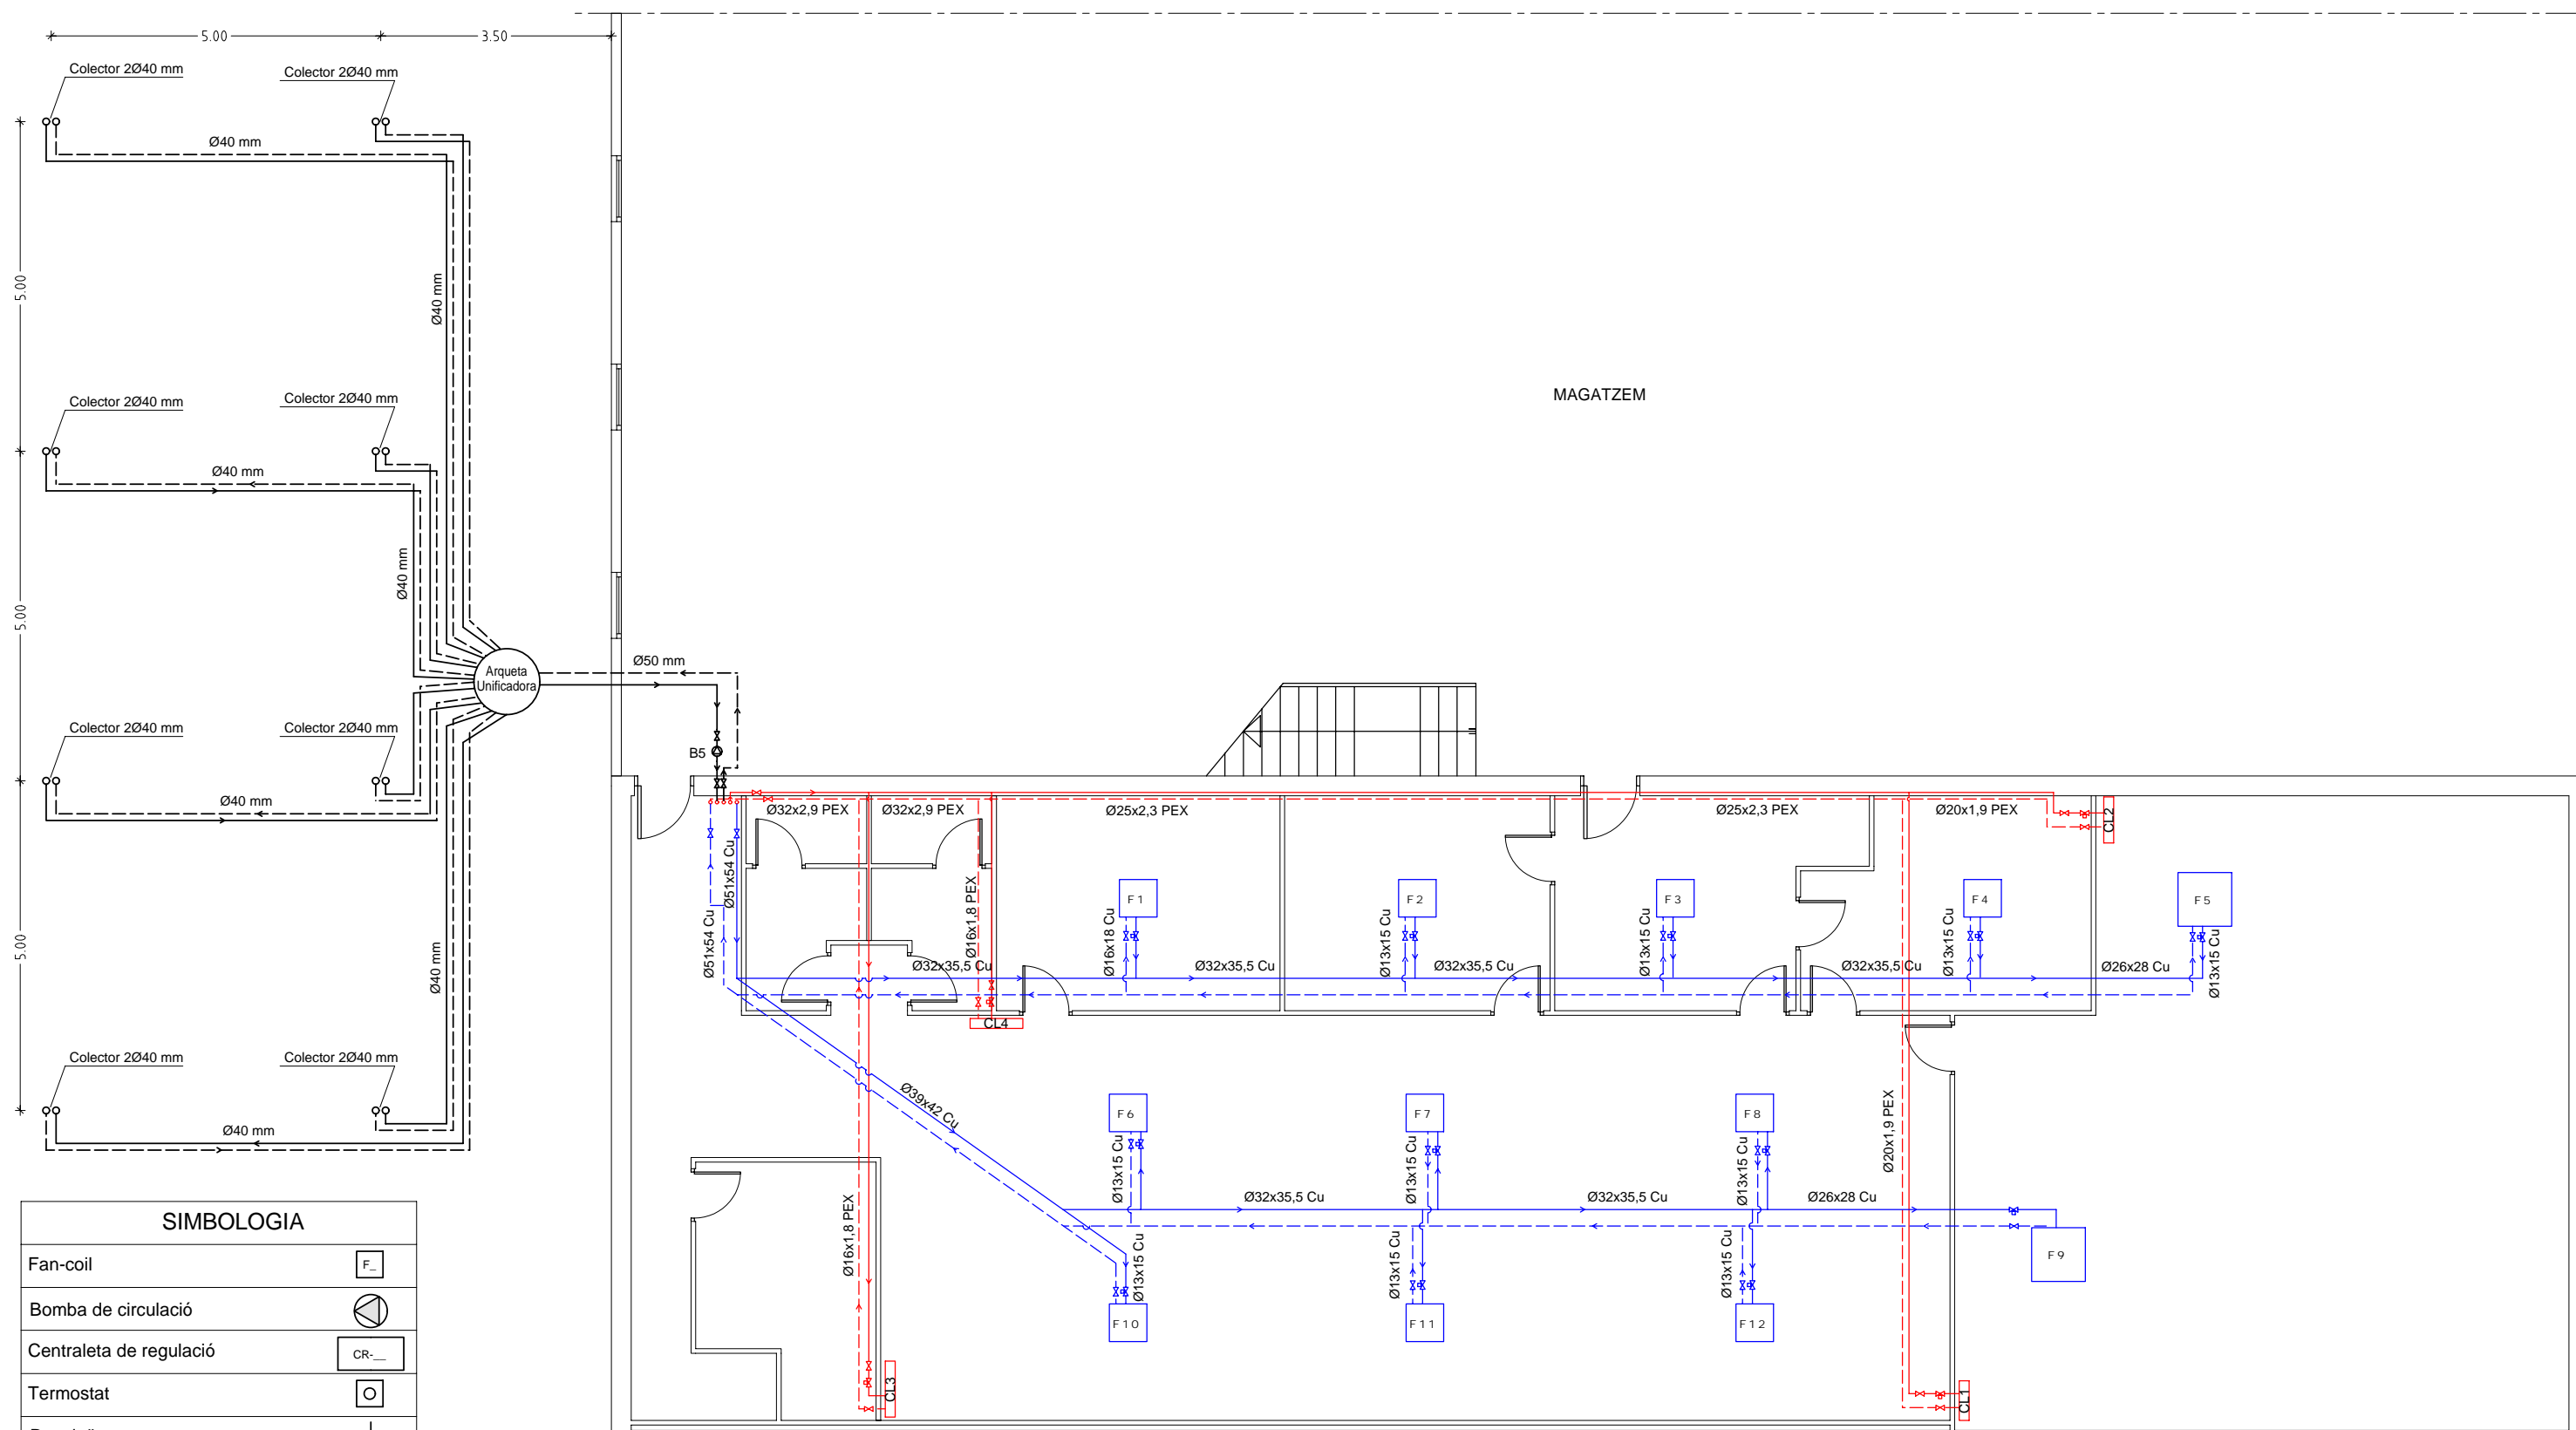 5.00
3.50
Colector 2Ø40 mm
Colector 2Ø40 mm
Ø40 mm
5.00
Ø40 mm
MAGATZEM
Colector 2Ø40 mm
Colector 2Ø40 mm
Ø40 mm
Ø40 mm
5.00
Arqueta
Unificadora
Ø50 mm
Colector 2Ø40 mm
Colector 2Ø40 mm
B5
Ø40 mm
Ø32x2,9 PEX
Ø32x2,9 PEX
Ø25x2,3 PEX
Ø25x2,3 PEX
Ø20x1,9 PEX
CL2
Ø51x54 Cu
Ø51x54 Cu
Ø16x1,8 PEX
F1
F2
F3
F4
F5
Ø16x18 Cu
Ø13x15 Cu
Ø13x15 Cu
Ø13x15 Cu
Ø13x15 Cu
5.00
Ø40 mm
Ø32x35,5 Cu
Ø32x35,5 Cu
Ø32x35,5 Cu
Ø32x35,5 Cu
Ø26x28 Cu
CL4
Colector 2Ø40 mm
Colector 2Ø40 mm
Ø40 mm
Ø39x42 Cu
F6
F7
F8
Ø13x15 Cu
Ø13x15 Cu
Ø13x15 Cu
Ø20x1,9 PEX
Ø32x35,5 Cu
Ø32x35,5 Cu
Ø26x28 Cu
Ø16x1,8 PEX
Ø13x15 Cu
Ø13x15 Cu
Ø13x15 Cu
F9
F10
F11
F12
CL3
CL1
SIMBOLOGIA
Fan-coil
F_
Bomba de circulació
Centraleta de regulació
CR-__
Termostat